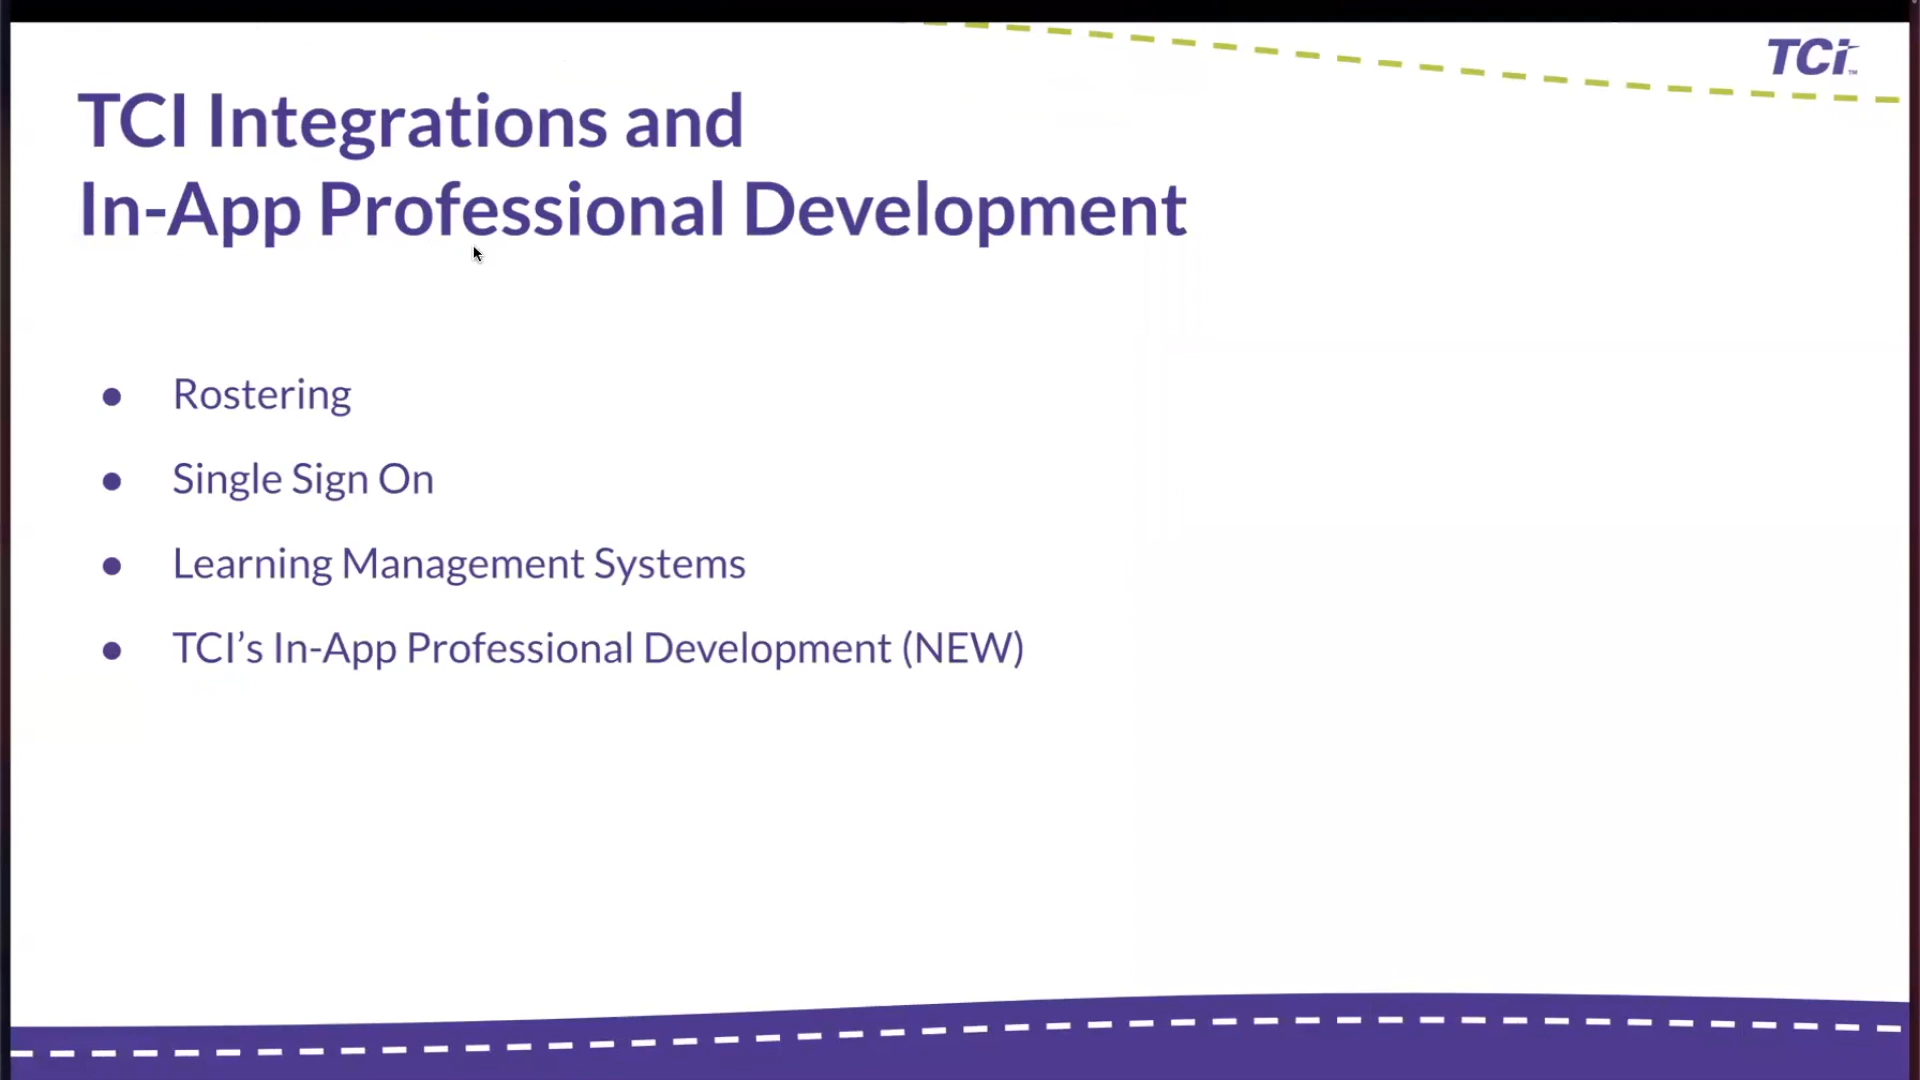 TCi™
TCI Integrations and
In-App Professional Development
● Rostering
● Single Sign On
● Learning Management Systems
● TCI’s In-App Professional Development (NEW)